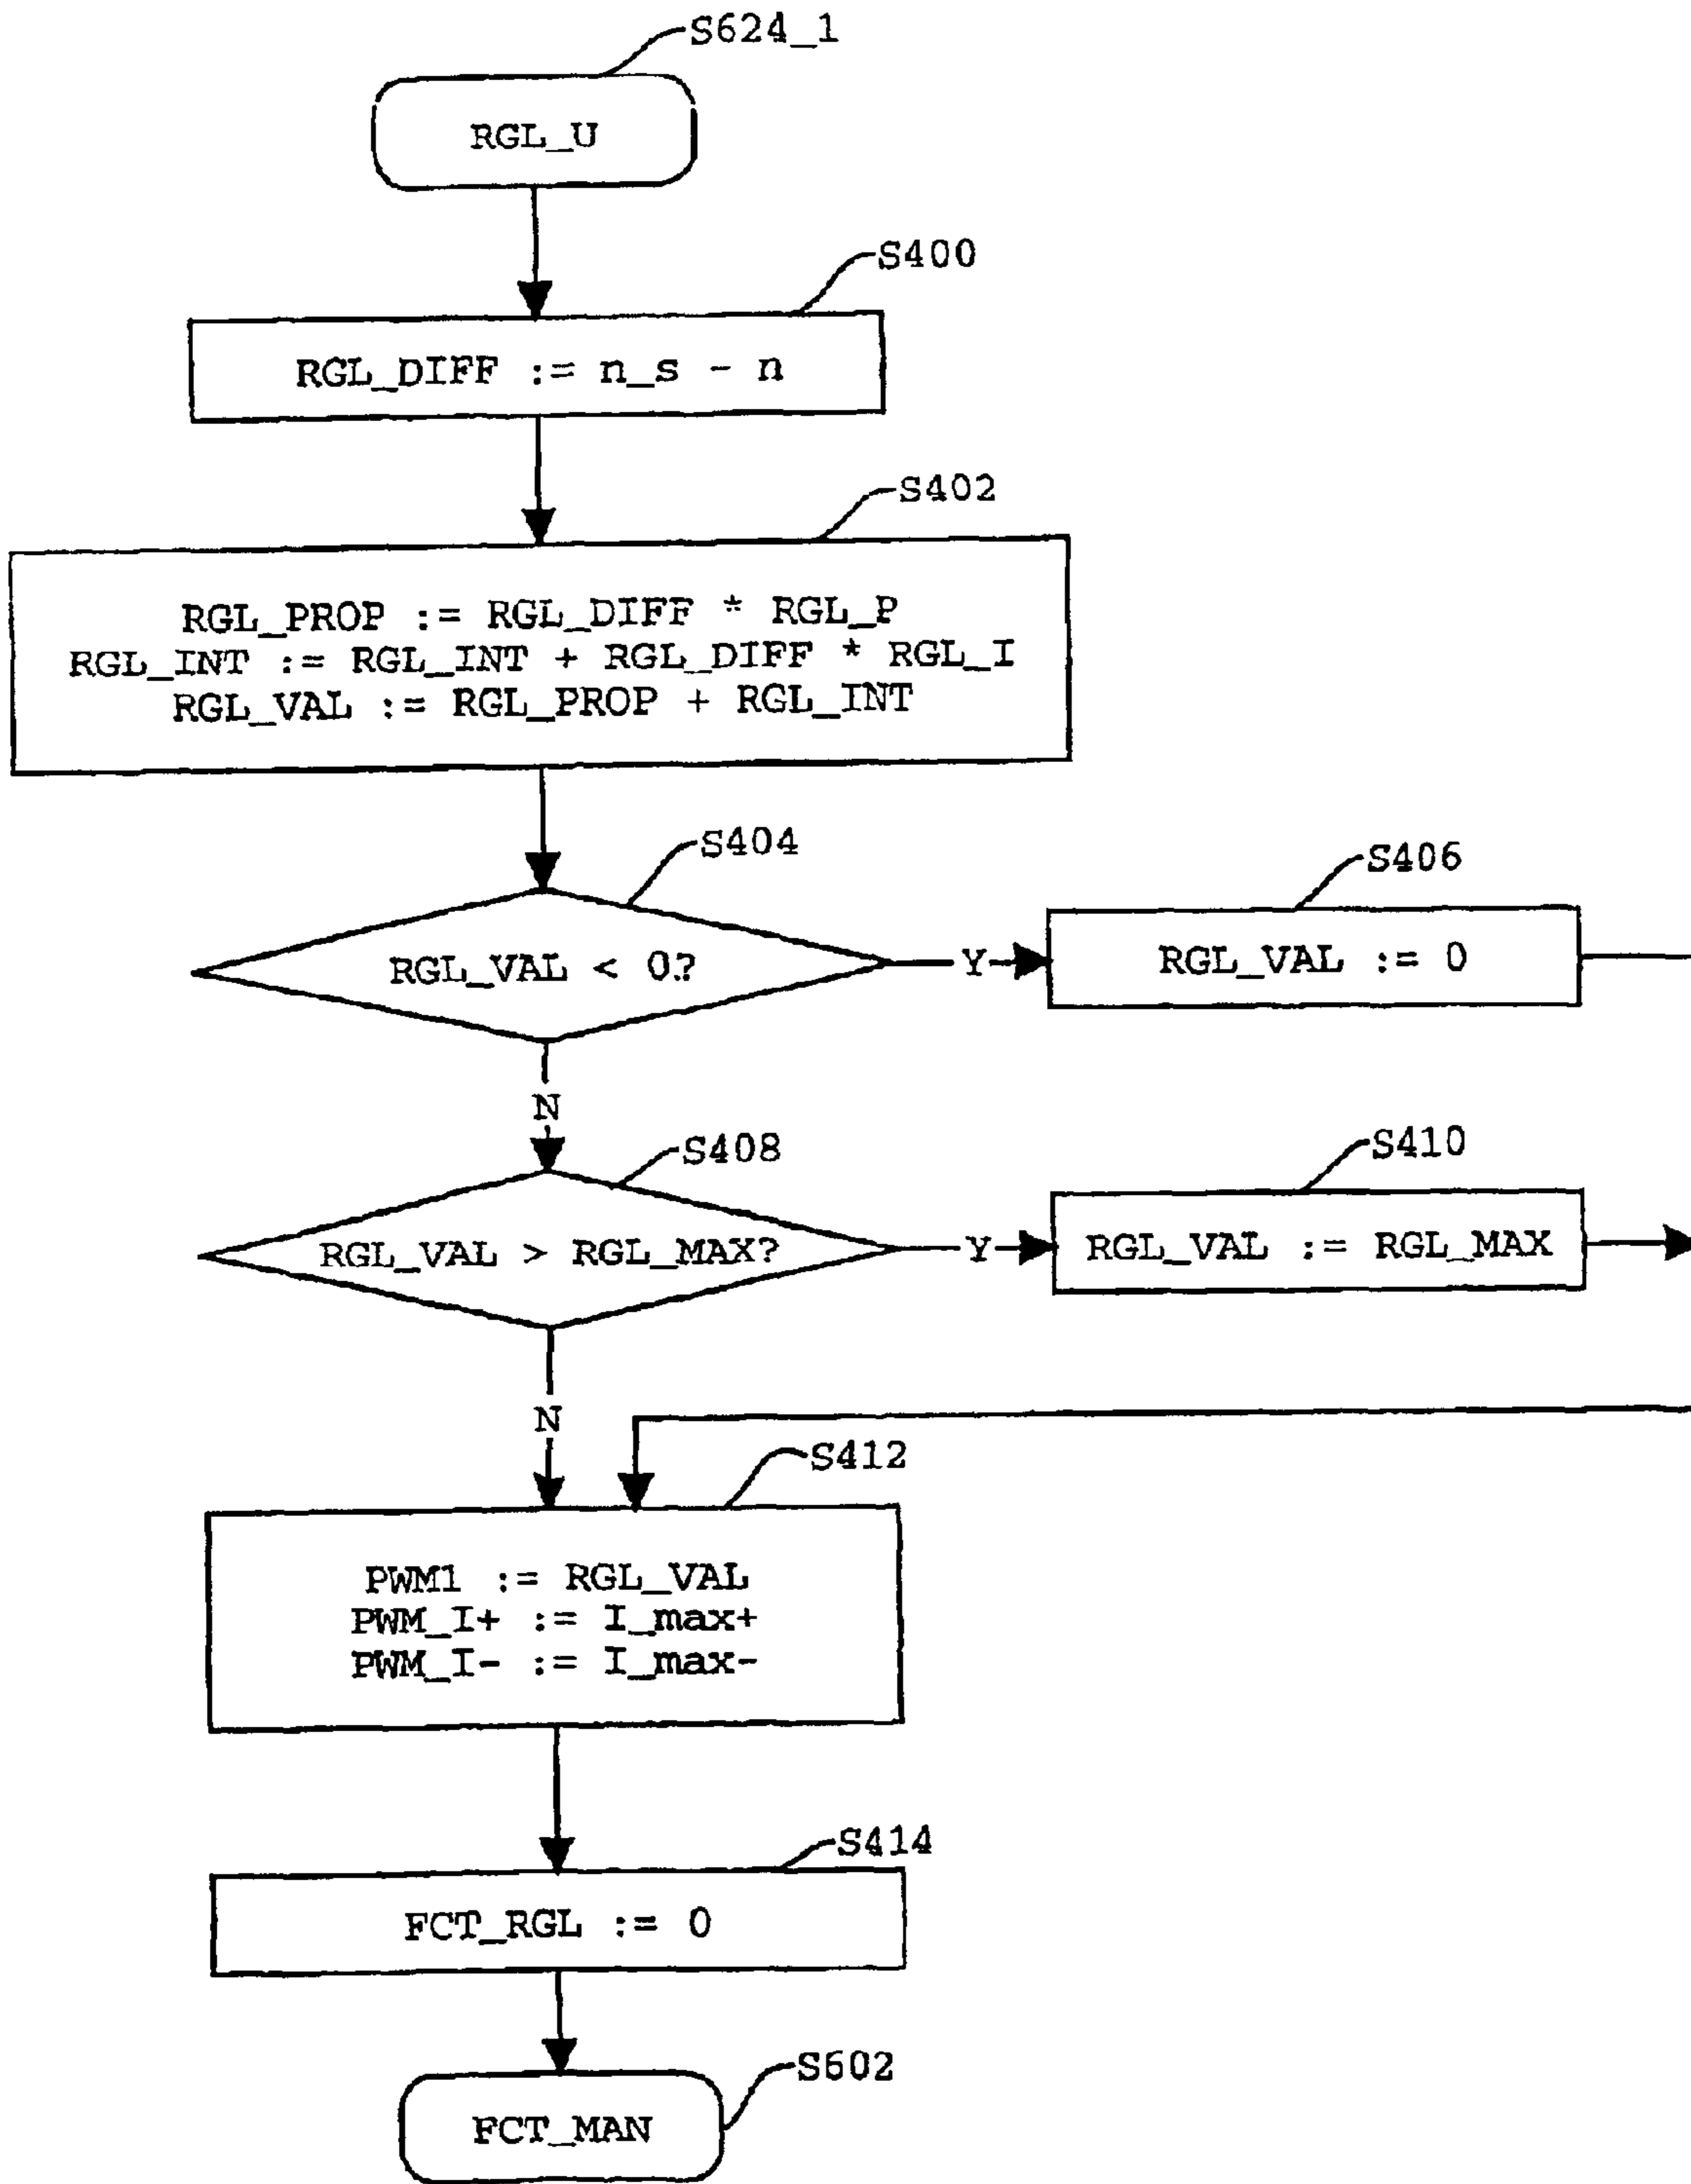 S624_1
RGL_U
S400
RGL_DIFF := n_s - n
S402
RGL_PROP := RGL_DIFF * RGL_P
RGL_INT := RGL_INT + RGL_DIFF * RGL_I
RGL_VAL := RGL_PROP + RGL_INT
S404
RGL_VAL < 0?
Y
S406
RGL_VAL := 0
N
S408
RGL_VAL > RGL_MAX?
Y
S410
RGL_VAL := RGL_MAX
N
S412
PWM1 := RGL_VAL
PWM_I+ := I_max+
PWM_I- := I_max-
S414
FCT_RGL := 0
S602
FCT_MAN